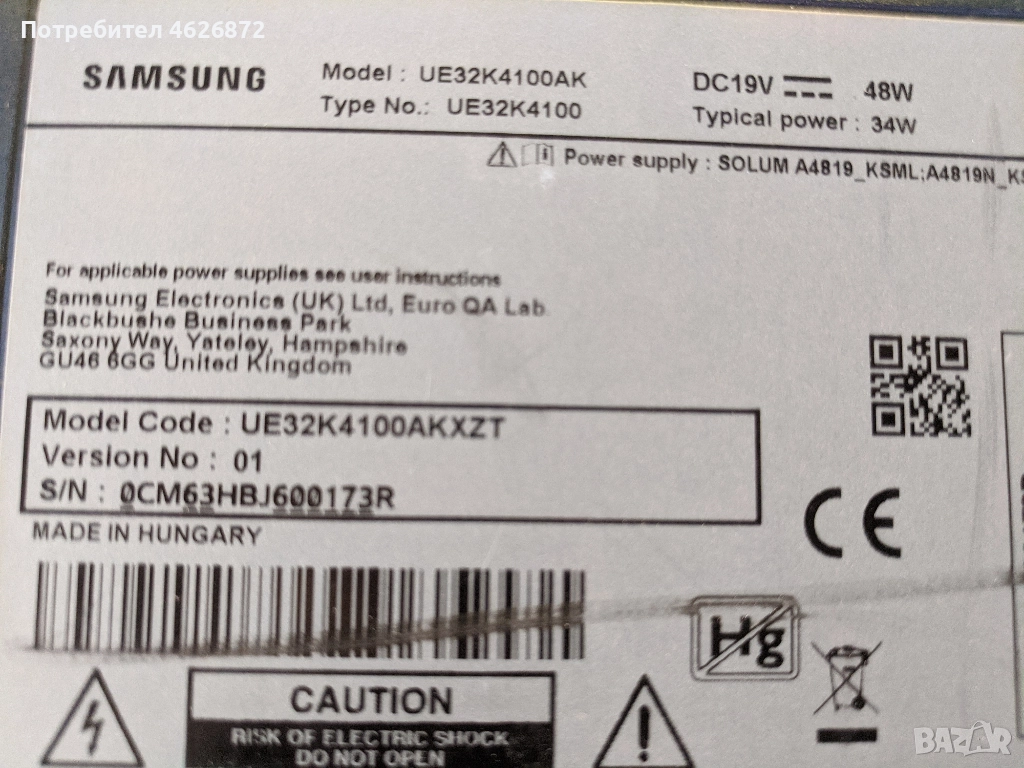 Потребител 4626872
SAMSUNG
Model : UE32K4100AK
Type No.: UE32K4100
DC19V 48W
Typical power : 34W
Power supply : SOLUM A4819_KSML;A4819N_KS
For applicable power supplies see user instructions
Samsung Electronics (UK) Ltd, Euro QA Lab.
Blackbushe Business Park
Saxony Way, Yateley, Hampshire
GU46 6GG United Kingdom
Model Code : UE32K4100AKXZT
Version No : 01
S/N : 0CM63HBJ600173R
MADE IN HUNGARY
CE
Hg
CAUTION
RISK OF ELECTRIC SHOCK
DO NOT OPEN
BAZAR